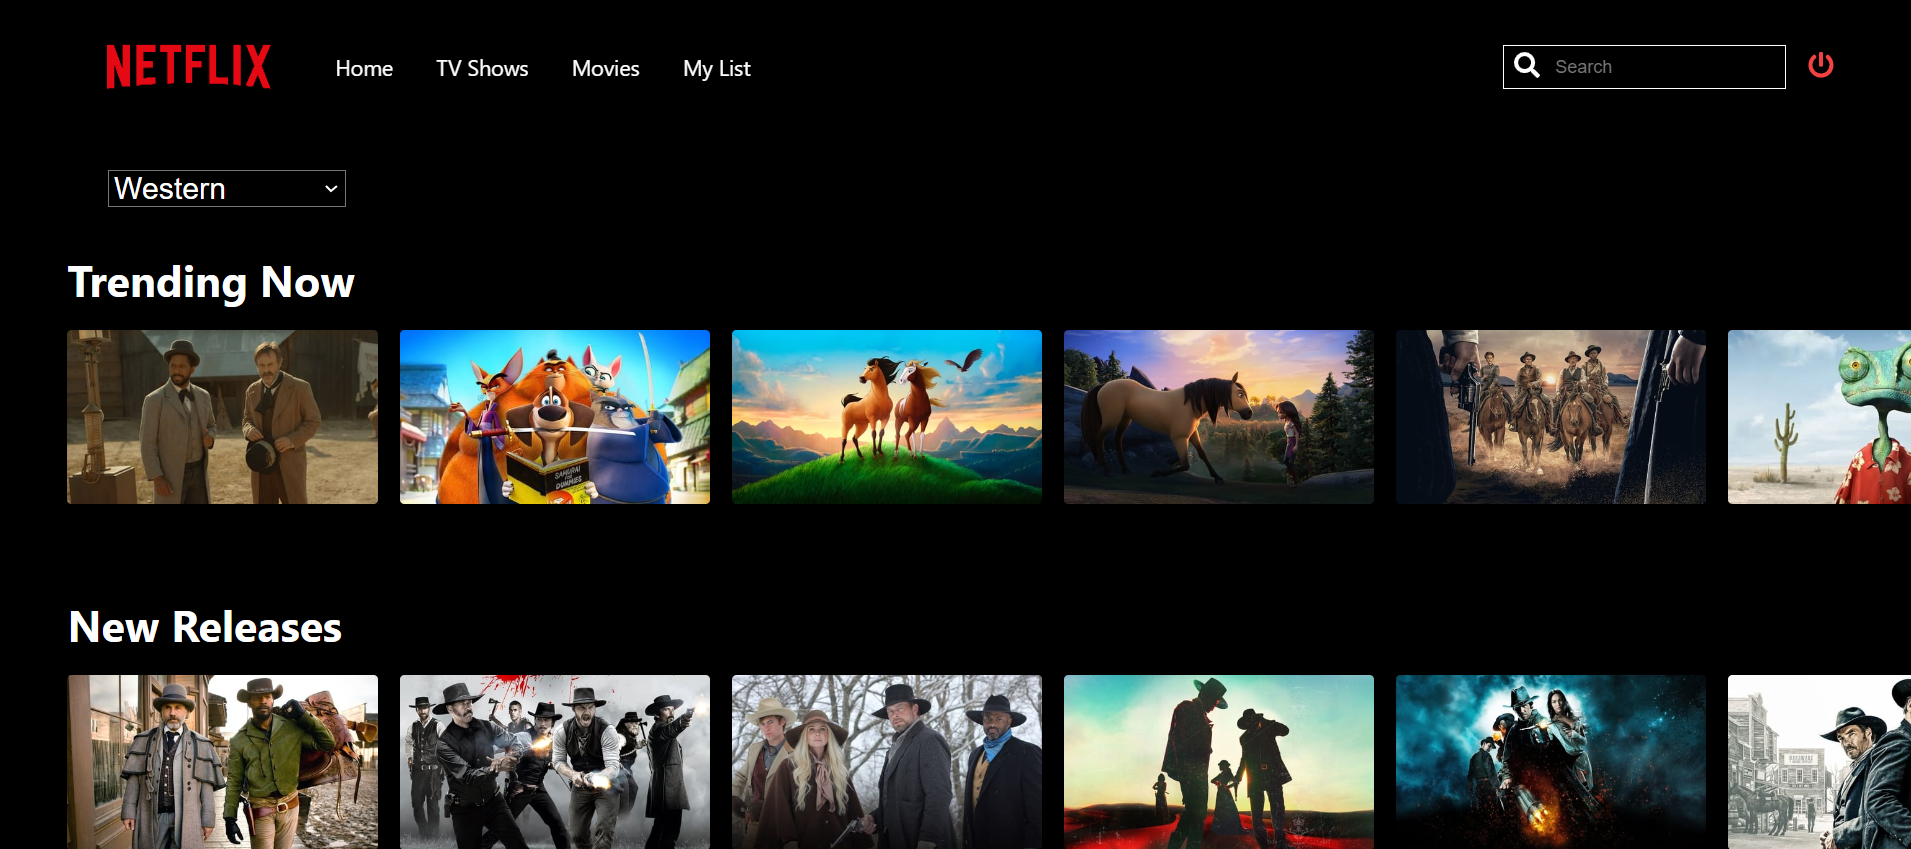 NETFLIX
Home
TV Shows
Movies
My List
Search
Western
Trending Now
SAMURAI
FOR
DUMMIES
New Releases